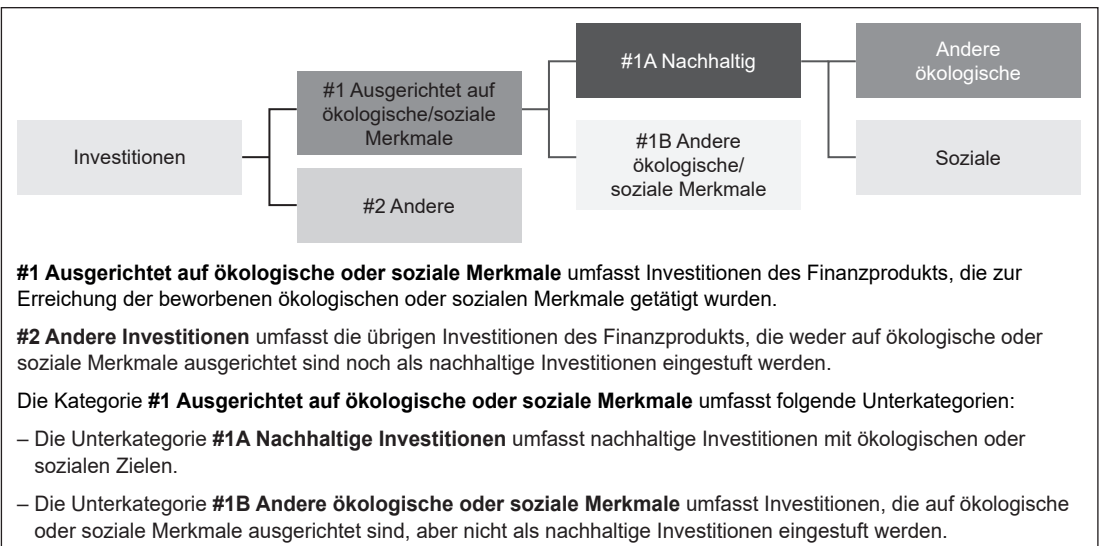 Investitionen
#1 Ausgerichtet auf
ökologische/soziale
Merkmale
#2 Andere
#1A Nachhaltig
#1B Andere
ökologische/
soziale Merkmale
Andere
ökologische
Soziale
#1 Ausgerichtet auf ökologische oder soziale Merkmale umfasst Investitionen des Finanzprodukts, die zur
Erreichung der beworbenen ökologischen oder sozialen Merkmale getätigt wurden.
#2 Andere Investitionen umfasst die übrigen Investitionen des Finanzprodukts, die weder auf ökologische oder
soziale Merkmale ausgerichtet sind noch als nachhaltige Investitionen eingestuft werden.
Die Kategorie #1 Ausgerichtet auf ökologische oder soziale Merkmale umfasst folgende Unterkategorien:
– Die Unterkategorie #1A Nachhaltige Investitionen umfasst nachhaltige Investitionen mit ökologischen oder
sozialen Zielen.
– Die Unterkategorie #1B Andere ökologische oder soziale Merkmale umfasst Investitionen, die auf ökologische
oder soziale Merkmale ausgerichtet sind, aber nicht als nachhaltige Investitionen eingestuft werden.